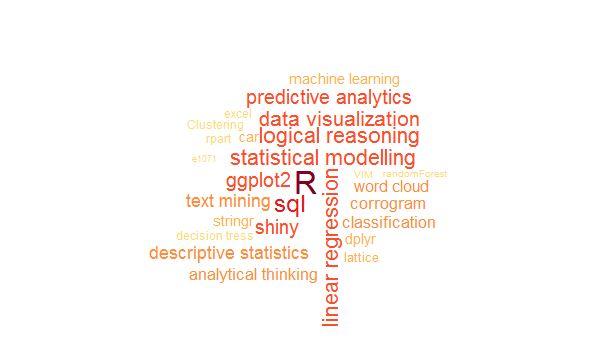 machine learning
predictive analytics
excel
data visualization
Clustering
logical reasoning
rpart
car
statistical modelling
e1071
VIM
randomForest
ggplot2
R
word cloud
text mining
sql
corrogram
stringr
shiny
classification
decision tress
dplyr
descriptive statistics
lattice
analytical thinking
linear regression